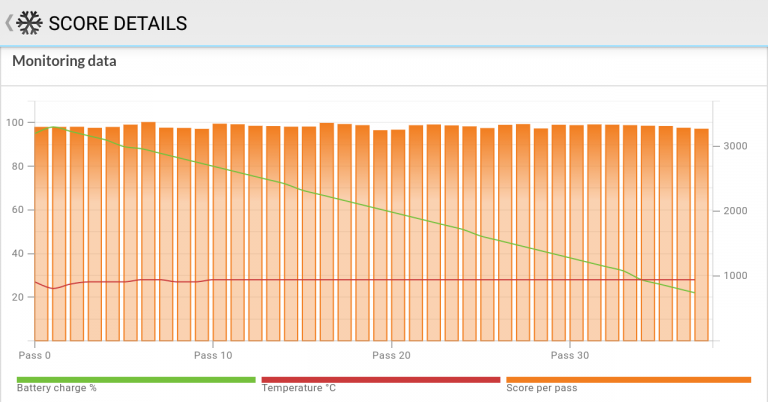 SCORE DETAILS
Monitoring data
100
80
60
40
20
3000
2000
1000
Pass 0 Pass 10 Pass 20 Pass 30
Battery charge % Temperature °C Score per pass